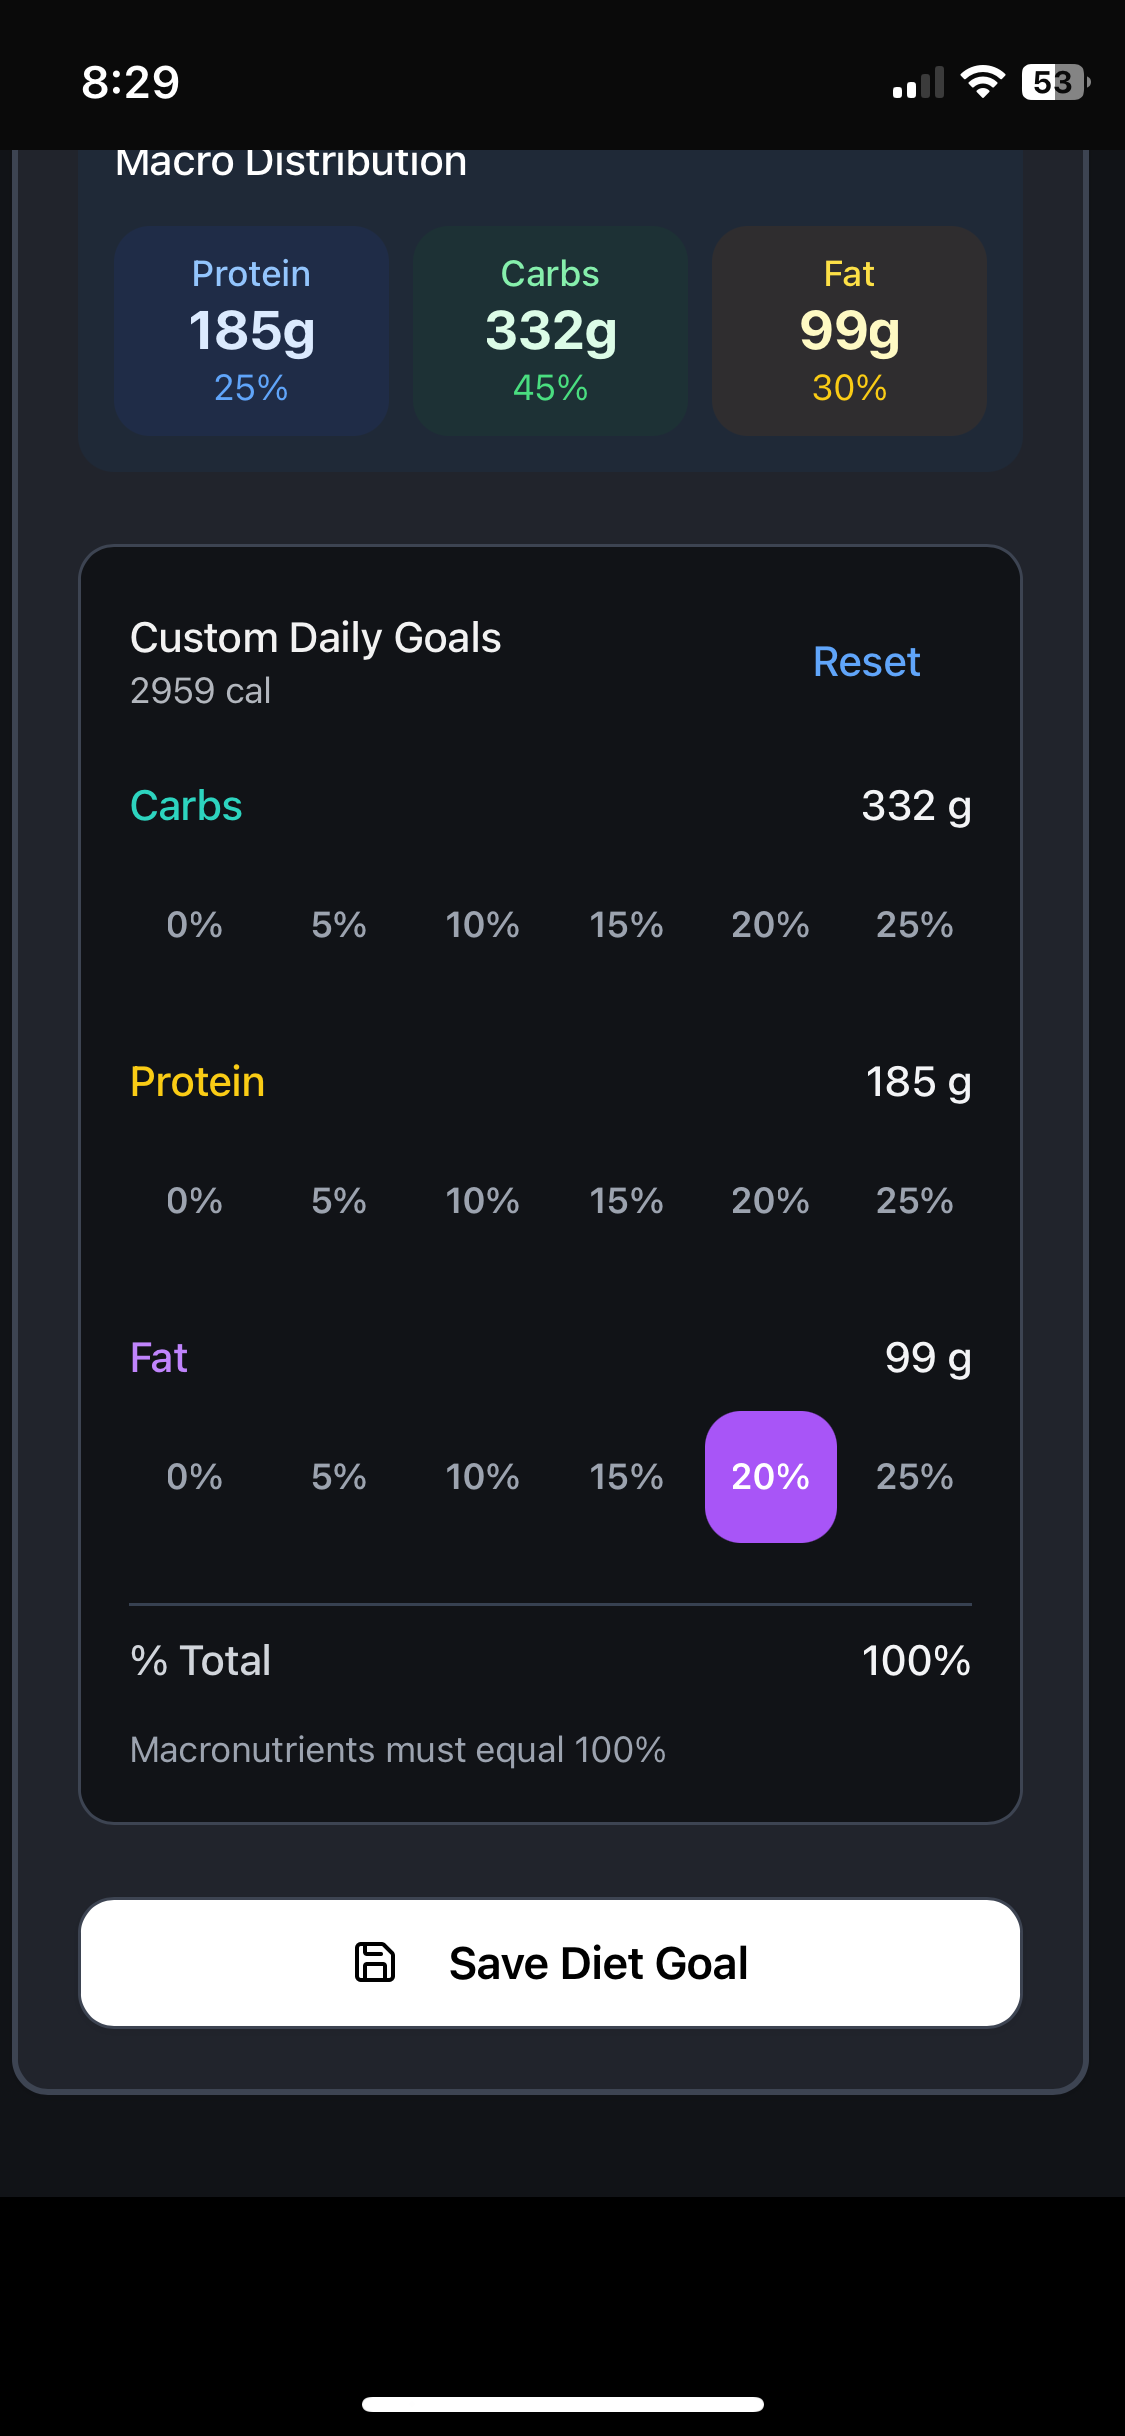 8:29
53
Macro Distribution
Protein
185g
25%
Carbs
332g
45%
Fat
99g
30%
Custom Daily Goals
2959 cal
Reset
Carbs 332 g
0% 5% 10% 15% 20% 25%
Protein 185 g
0% 5% 10% 15% 20% 25%
Fat 99 g
0% 5% 10% 15% 20% 25%
% Total 100%
Macronutrients must equal 100%
Save Diet Goal